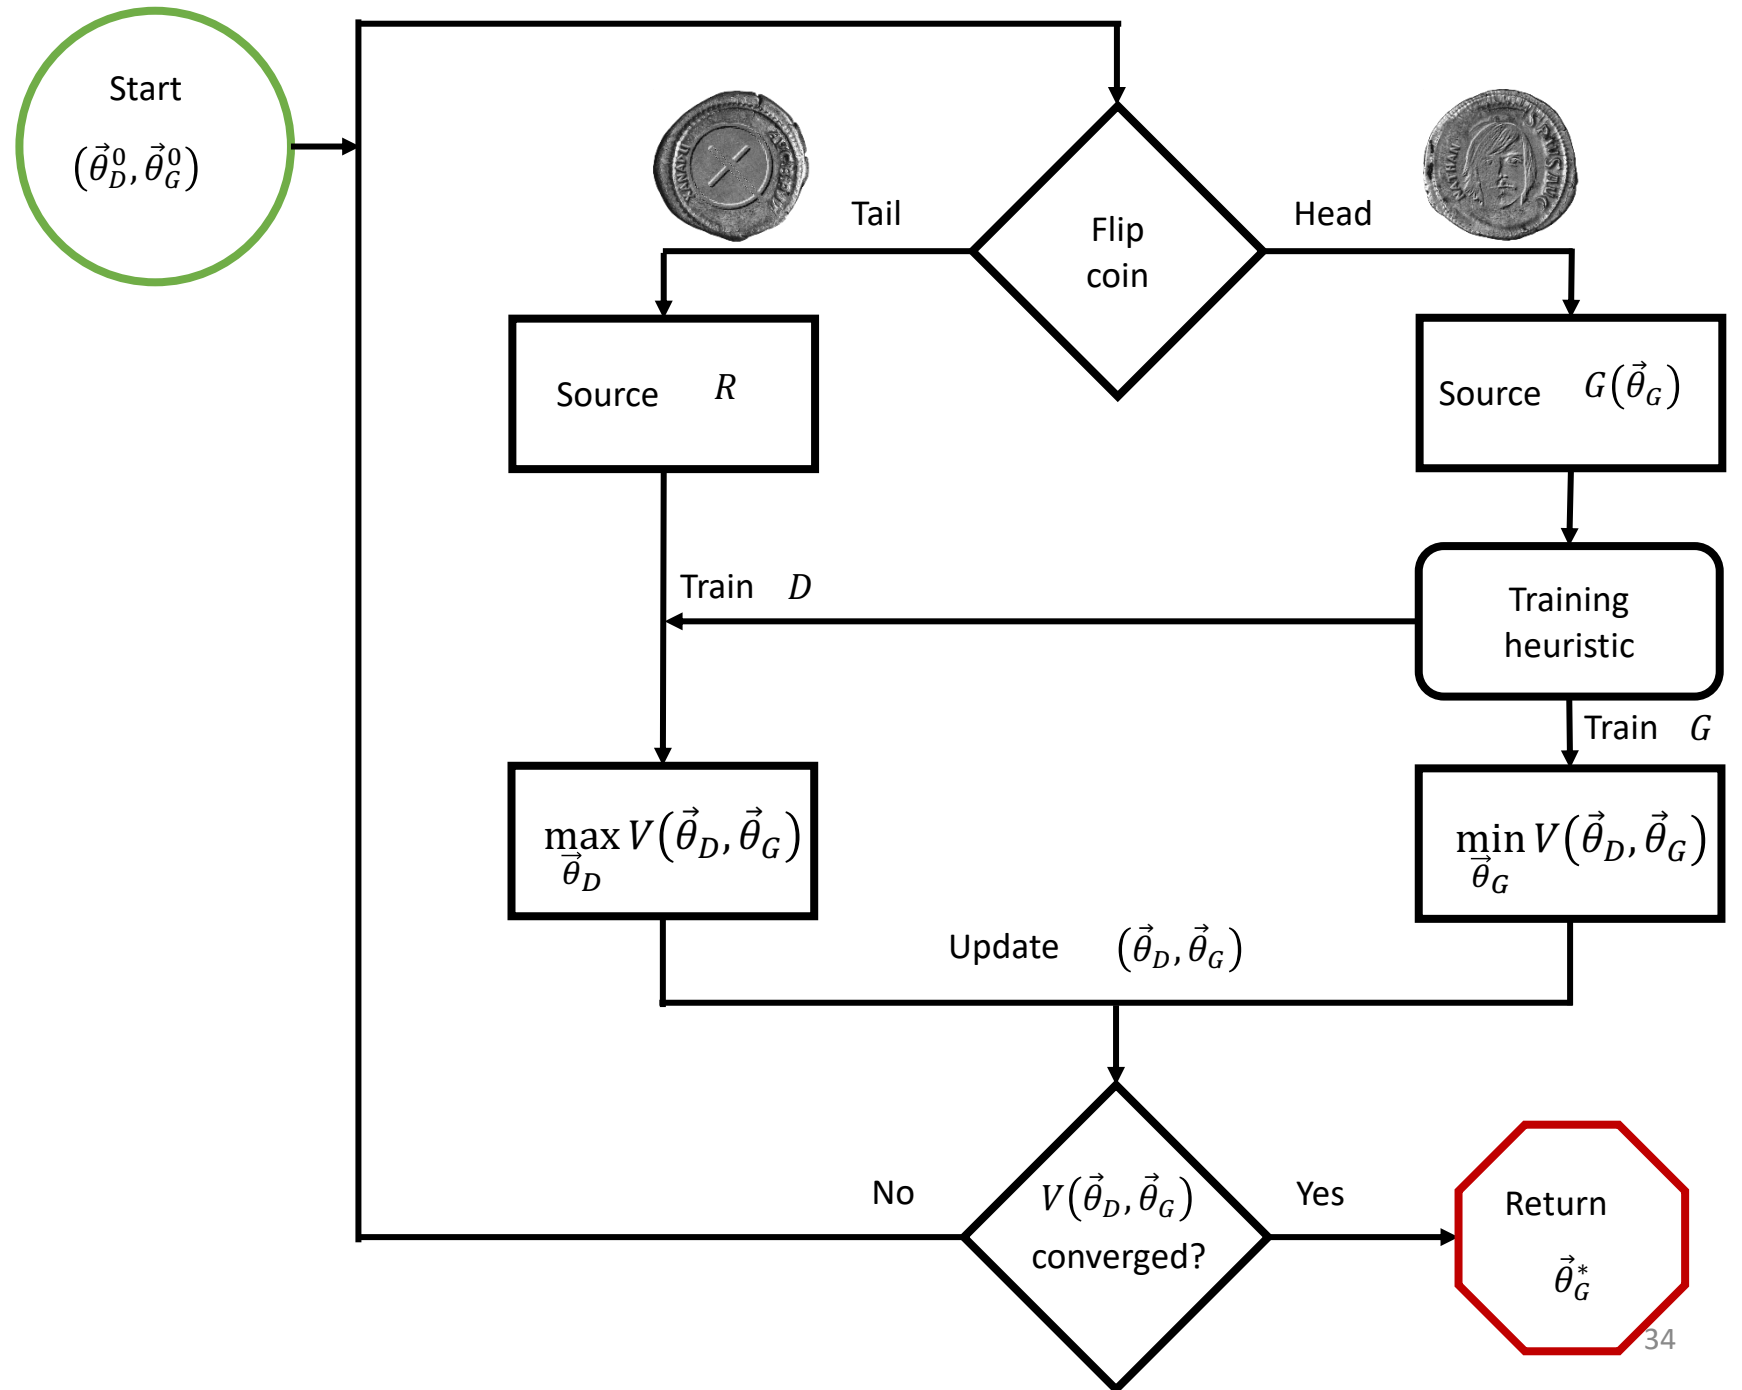 Start
(θ⃗_D^0, θ⃗_G^0)
Tail
Head
NATHAN
Flip
coin
Source R
Source G(θ⃗_G)
Train D
Training
heuristic
Train G
max V(θ⃗_D, θ⃗_G)
θ⃗_D
min V(θ⃗_D, θ⃗_G)
θ⃗_G
Update (θ⃗_D, θ⃗_G)
No
V(θ⃗_D, θ⃗_G)
converged?
Yes
Return
θ⃗_G^*
34